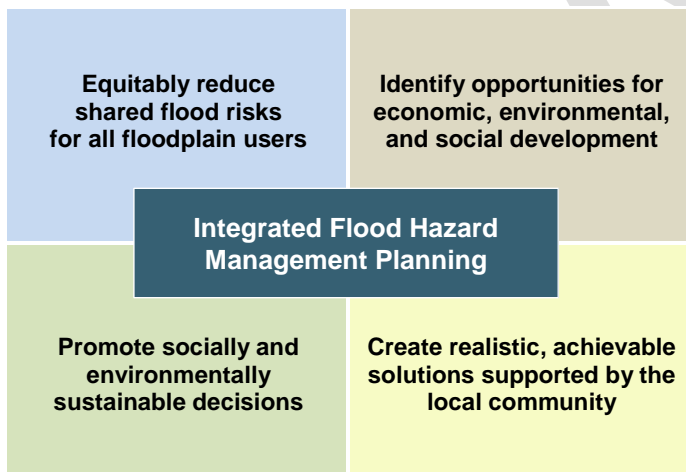 Equitably reduce
shared flood risks
for all floodplain users
Identify opportunities for
economic, environmental,
and social development
Integrated Flood Hazard
Management Planning
Promote socially and
environmentally
sustainable decisions
Create realistic, achievable
solutions supported by the
local community